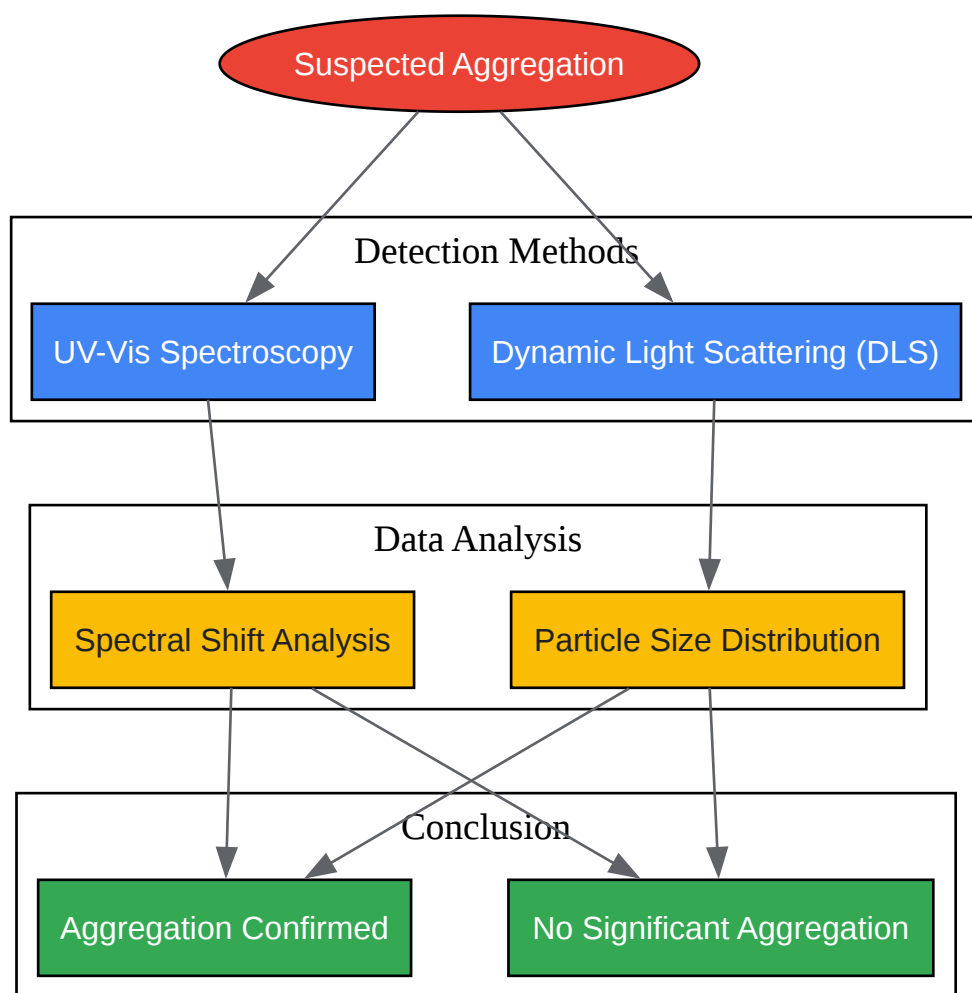 Suspected Aggregation
Detection Methods
UV-Vis Spectroscopy
Dynamic Light Scattering (DLS)
Data Analysis
Spectral Shift Analysis
Particle Size Distribution
Conclusion
Aggregation Confirmed
No Significant Aggregation